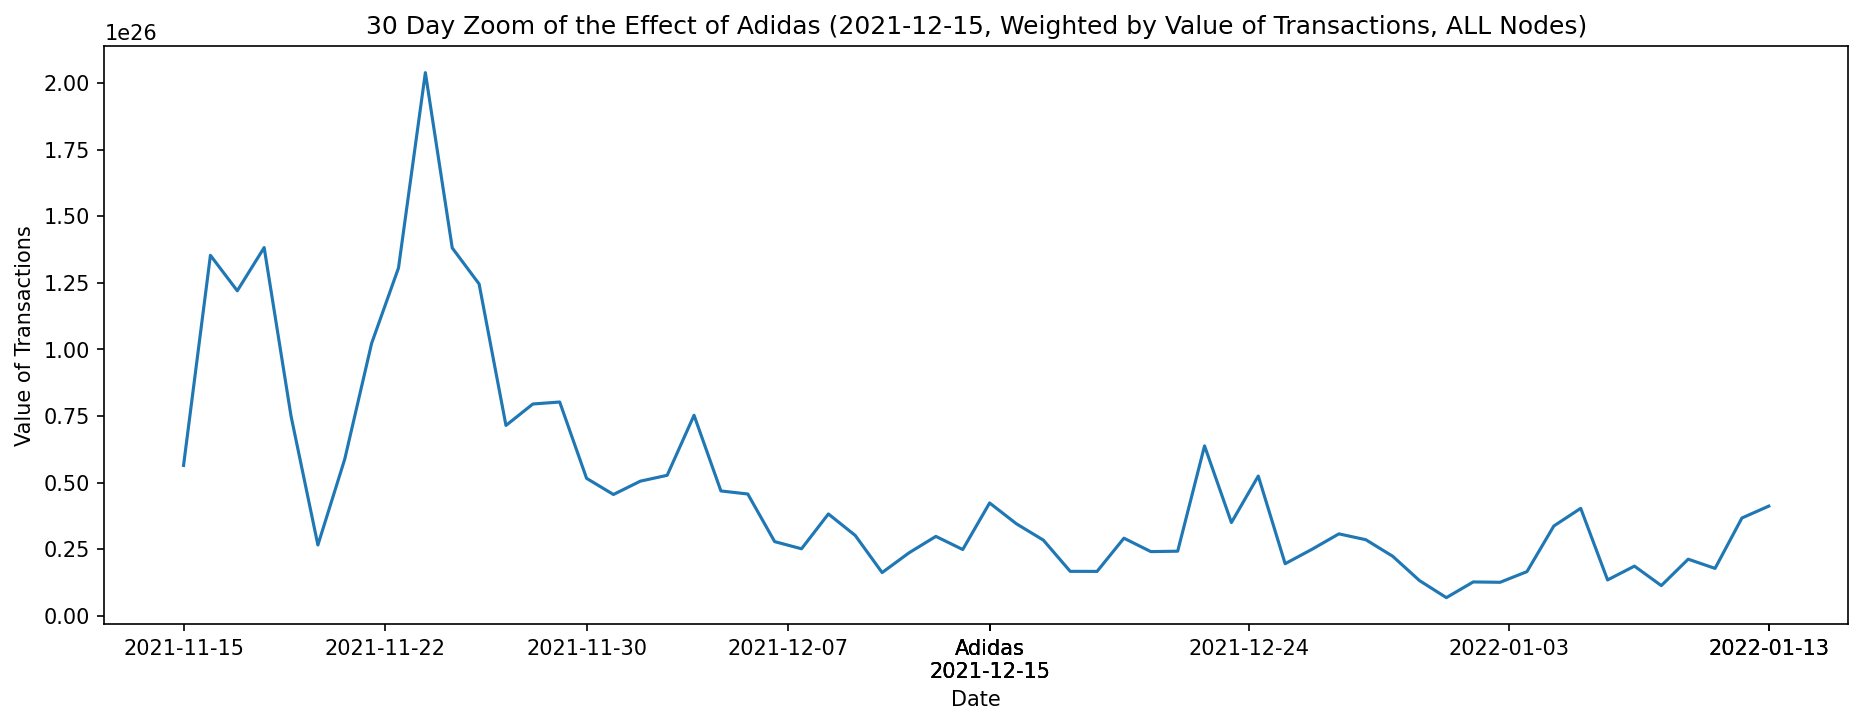 30 Day Zoom of the Effect of Adidas (2021-12-15, Weighted by Value of Transactions, ALL Nodes)
1e26
2.00
1.75
1.50
1.25
1.00
0.75
0.50
0.25
0.00
Value of Transactions
2021-11-15 2021-11-22 2021-11-30 2021-12-07 Adidas 2021-12-24 2022-01-03 2022-01-13
2021-12-15
Date